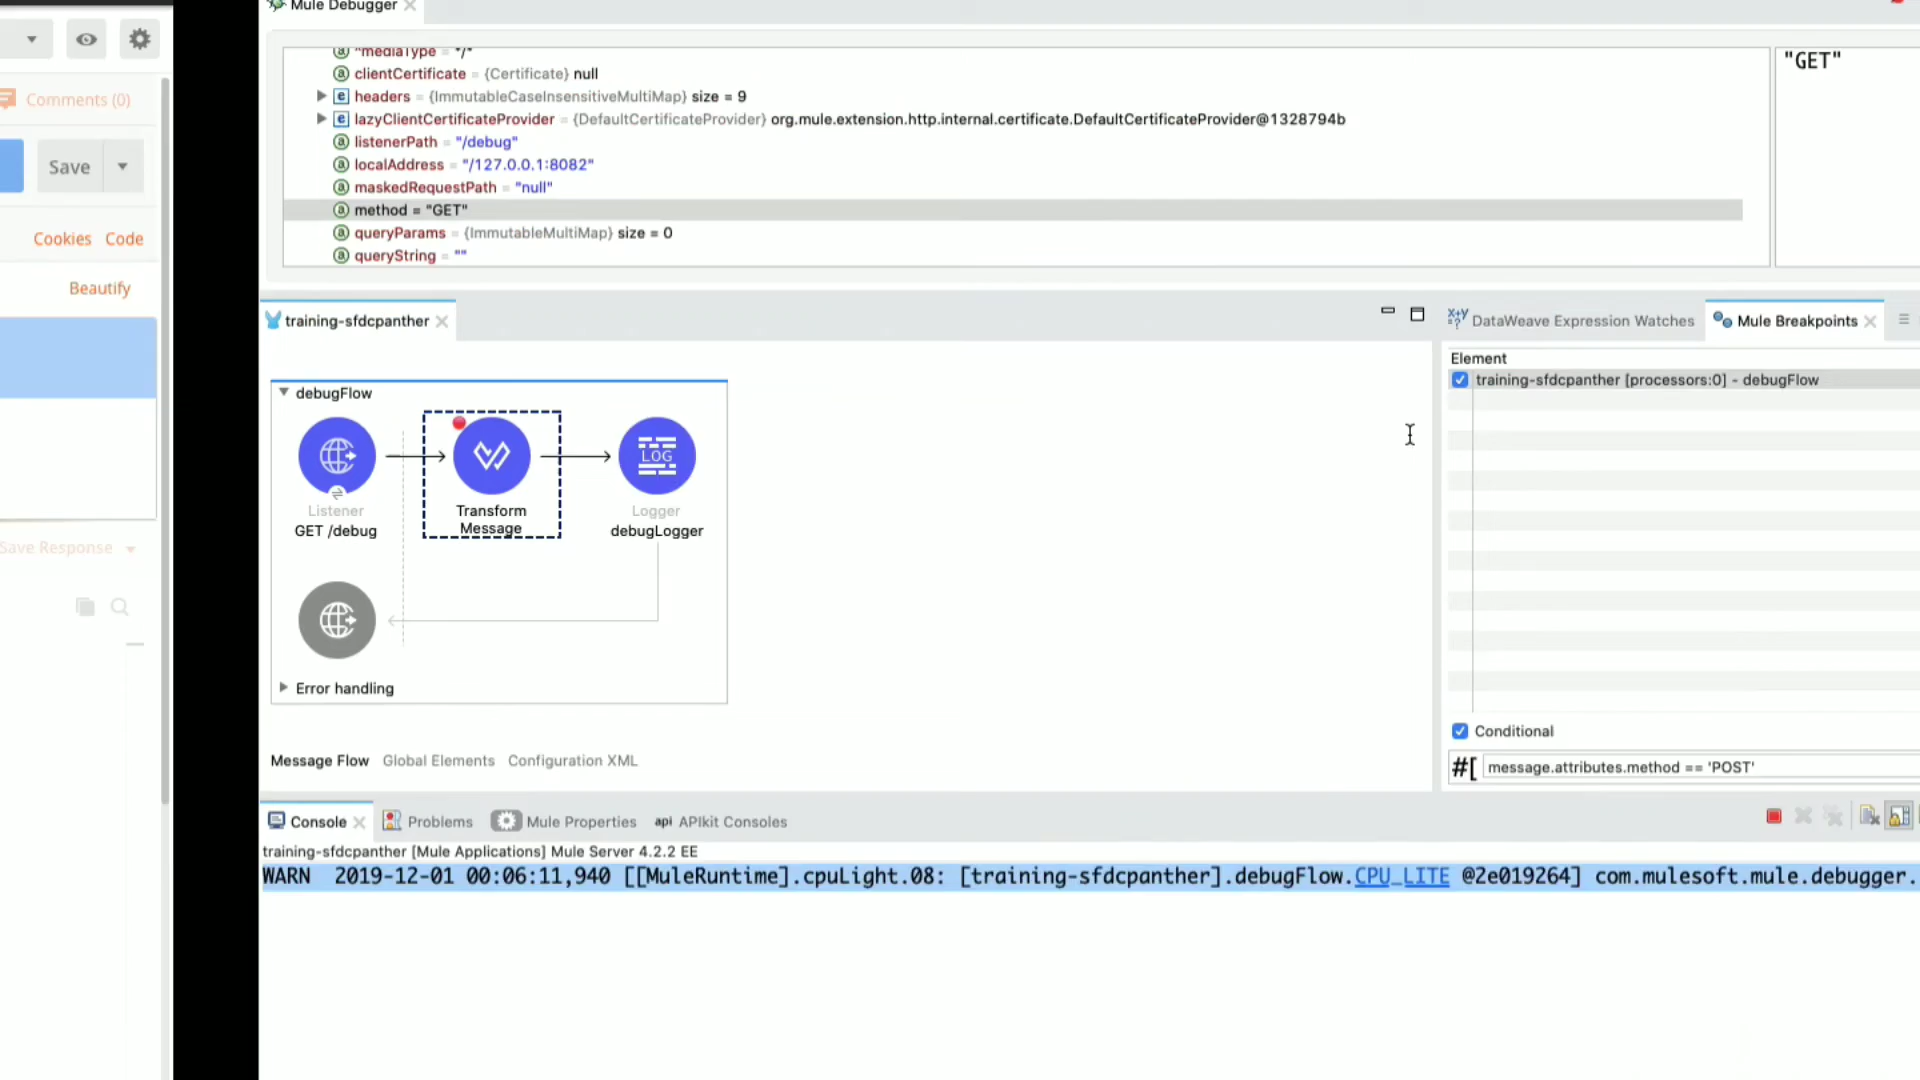 Comments (0)
Save
Cookies Code
Beautify
Save Response
Mule Debugger
"mediaType = */*
clientCertificate = {Certificate} null
headers = {ImmutableCaseInsensitiveMultiMap} size = 9
lazyClientCertificateProvider = {DefaultCertificateProvider} org.mule.extension.http.internal.certificate.DefaultCertificateProvider@1328794b
listenerPath = "/debug"
localAddress = "/127.0.0.1:8082"
maskedRequestPath = "null"
method = "GET"
queryParams = {ImmutableMultiMap} size = 0
queryString = ""
"GET"
training-sfdcpanther
debugFlow
Listener
GET /debug
Transform
Message
LOG
Logger
debugLogger
Error handling
Message Flow Global Elements Configuration XML
DataWeave Expression Watches Mule Breakpoints
Element
training-sfdcpanther [processors:0] - debugFlow
Conditional
#[ message.attributes.method == 'POST'
Console Problems Mule Properties api APIkit Consoles
training-sfdcpanther [Mule Applications] Mule Server 4.2.2 EE
WARN 2019-12-01 00:06:11,940 [[MuleRuntime].cpuLight.08: [training-sfdcpanther].debugFlow.CPU_LITE @2e019264] com.mulesoft.mule.debugger.